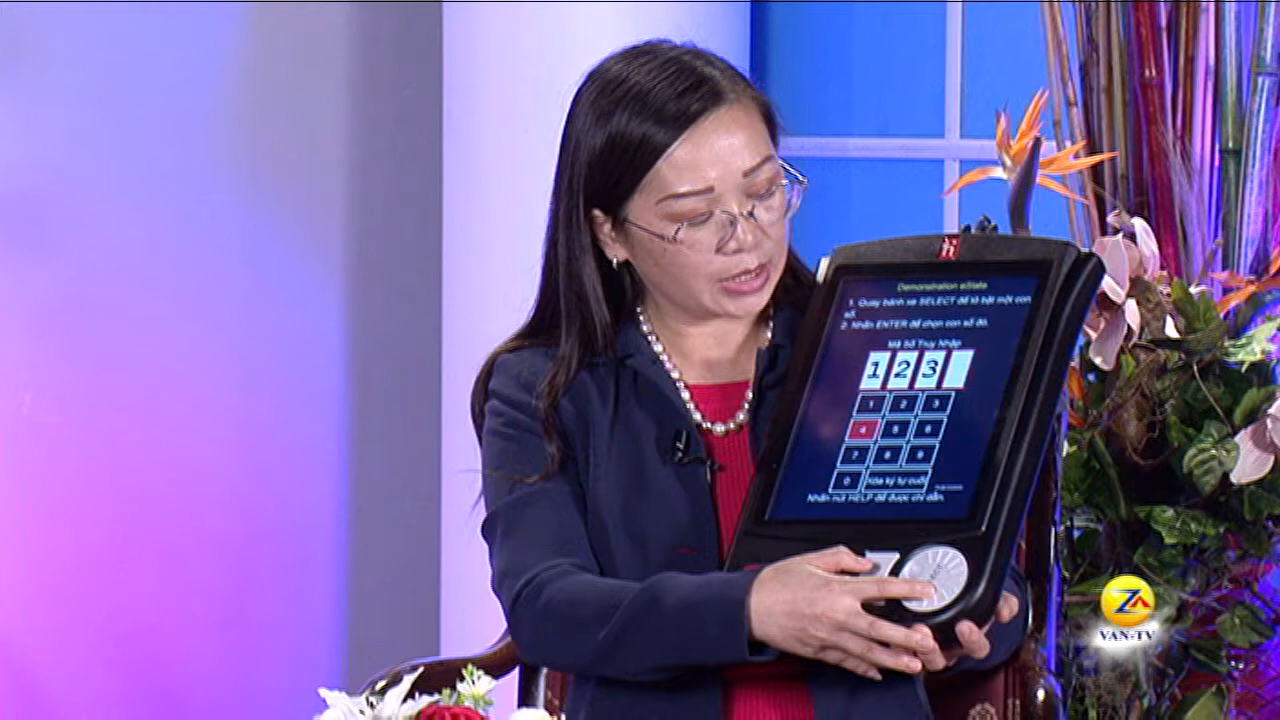 Demonstration eState
1. Quay bánh xe SELECT để tô bật một con
số.
2. Nhấn ENTER để chọn con số đó.
Mã Số Truy Nhập
1 2 3
1 2 3
4 5 6
7 8 9
0 Xóa ký tự cuối
Nhấn nút HELP để được chỉ dẫn.
VAN-TV